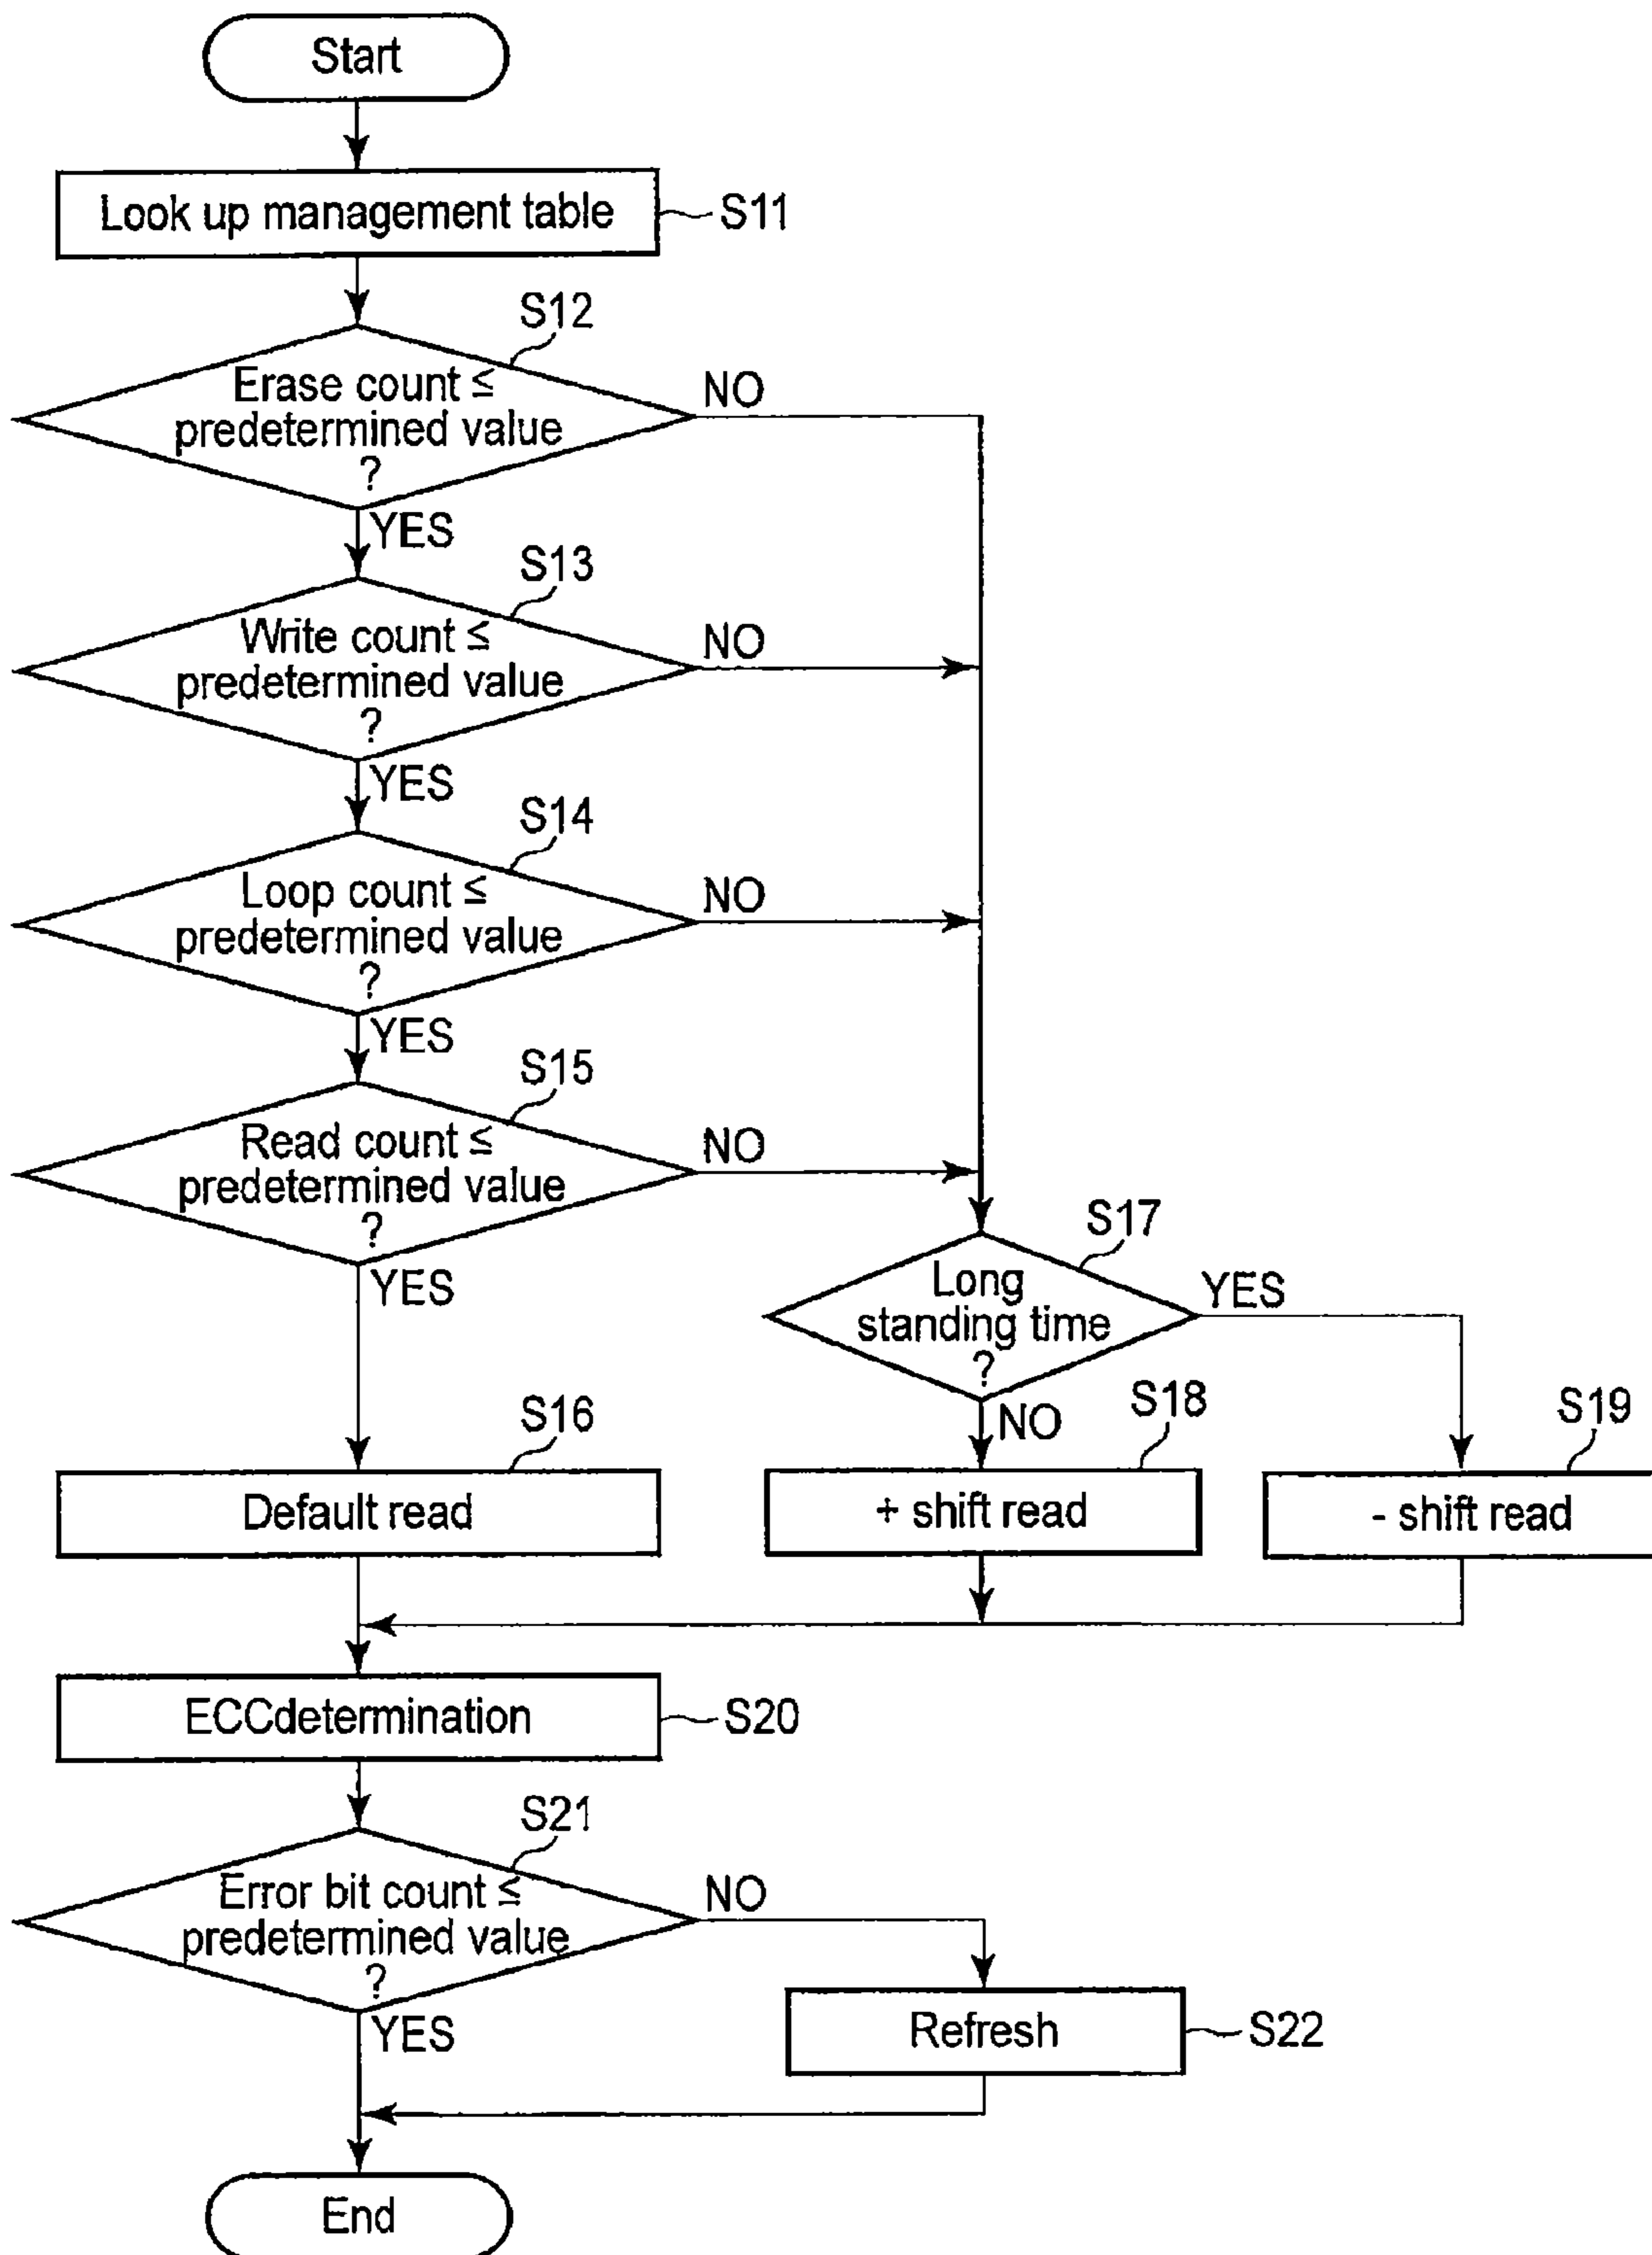 Start
Look up management table
S11
S12
Erase count ≦
predetermined value
?
NO
YES
S13
Write count ≦
predetermined value
?
NO
YES
S14
Loop count ≦
predetermined value
?
NO
YES
S15
Read count ≦
predetermined value
?
NO
YES
S17
Long
standing time
?
YES
NO
S16
Default read
S18
+ shift read
S19
- shift read
ECCdetermination
S20
S21
Error bit count ≦
predetermined value
?
NO
YES
Refresh
S22
End